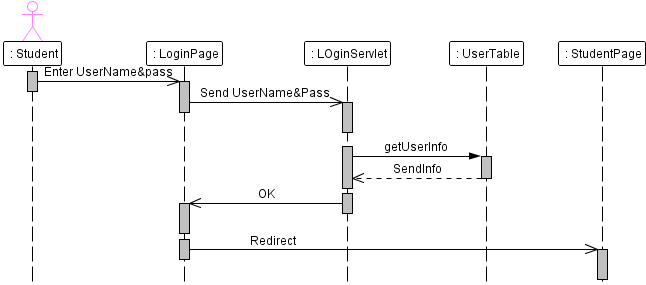 : Student
: LoginPage
: LOginServlet
: UserTable
: StudentPage
Enter UserName&pass
Send UserName&Pass
getUserInfo
SendInfo
OK
Redirect